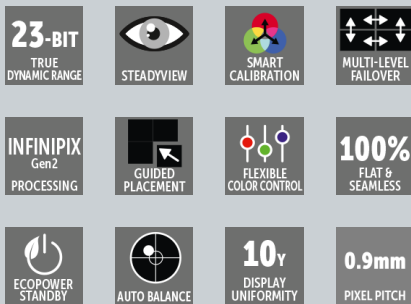 23-BIT
TRUE
DYNAMIC RANGE
STEADYVIEW
SMART
CALIBRATION
MULTI-LEVEL
FAILOVER
INFINIPIX
Gen2
PROCESSING
GUIDED
PLACEMENT
FLEXIBLE
COLOR CONTROL
100%
FLAT &
SEAMLESS
ECOPOWER
STANDBY
AUTO BALANCE
10Y
DISPLAY
UNIFORMITY
0.9mm
PIXEL PITCH